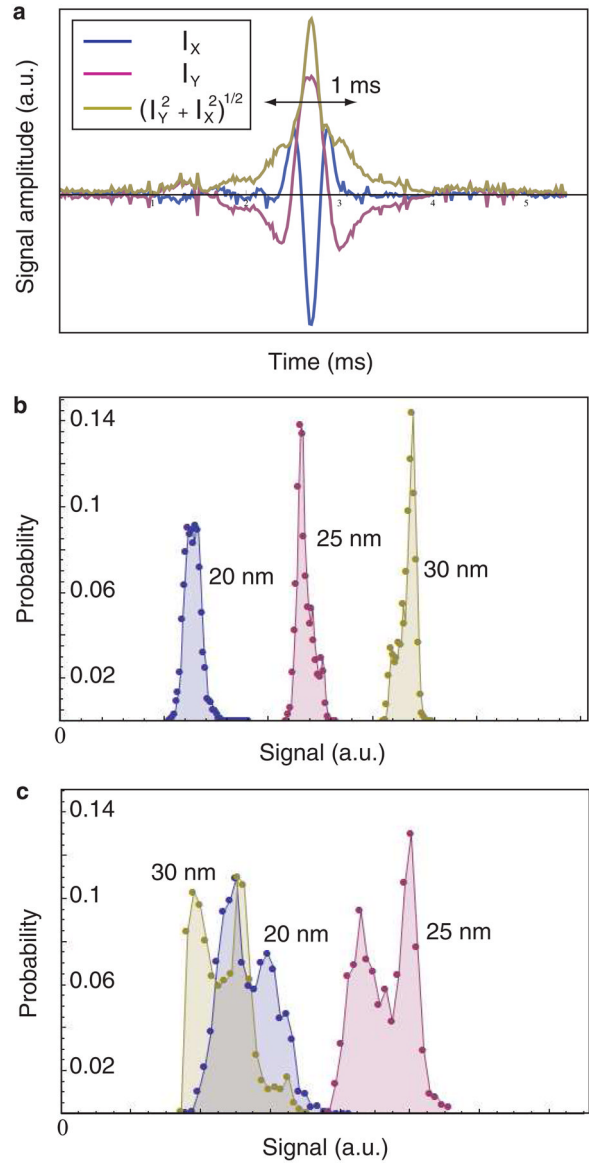 a
I_X
I_Y
(I_Y^2 + I_X^2)^1/2
1 ms
Signal amplitude (a.u.)
1 2 3 4 5
Time (ms)
b
0.14
0.1
0.06
0.02
0
Probability
20 nm
25 nm
30 nm
Signal (a.u.)
c
0.14
0.1
0.06
0.02
0
Probability
30 nm
20 nm
25 nm
Signal (a.u.)